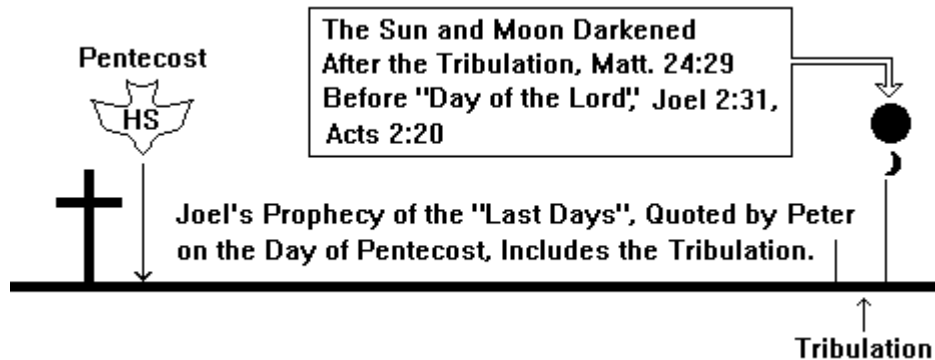 Pentecost
HS
The Sun and Moon Darkened
After the Tribulation, Matt. 24:29
Before "Day of the Lord", Joel 2:31,
Acts 2:20
Joel's Prophecy of the "Last Days", Quoted by Peter
on the Day of Pentecost, Includes the Tribulation.
Tribulation